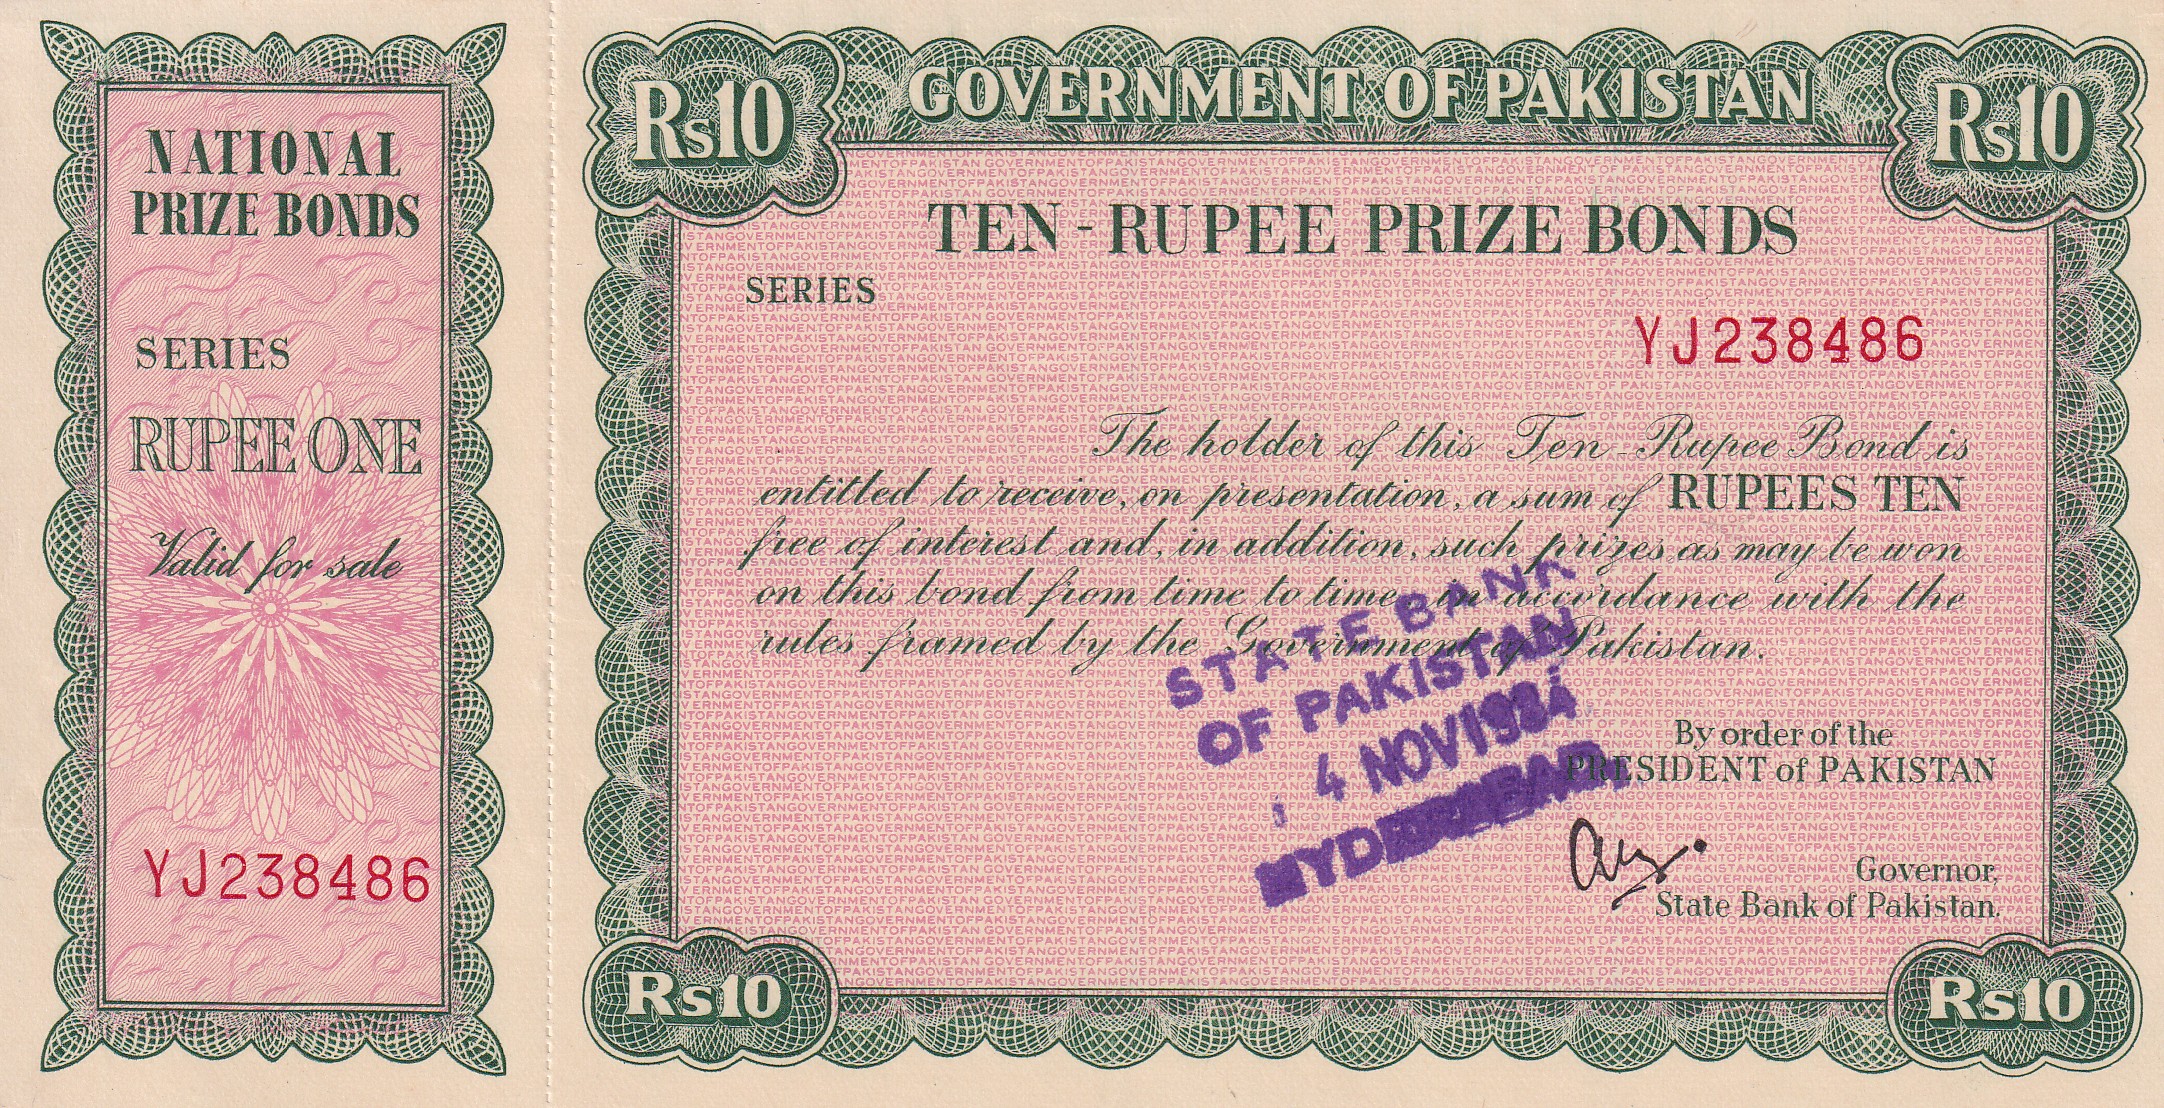 NATIONAL
PRIZE BONDS
SERIES
RUPEE ONE
Valid for sale
YJ238486
Rs10
GOVERNMENT OF PAKISTAN
Rs10
TEN - RUPEE PRIZE BONDS
SERIES
YJ238486
The holder of this Ten-Rupee Bond is
entitled to receive, on presentation, a sum of RUPEES TEN
free of interest and, in addition, such prizes as may be won
on this bond from time to time, in accordance with the
rules framed by the Government of Pakistan.
STATE BANK
OF PAKISTAN
4 NOV 1984
HYDERABAD
By order of the
PRESIDENT of PAKISTAN
Governor,
State Bank of Pakistan.
Rs10
Rs10